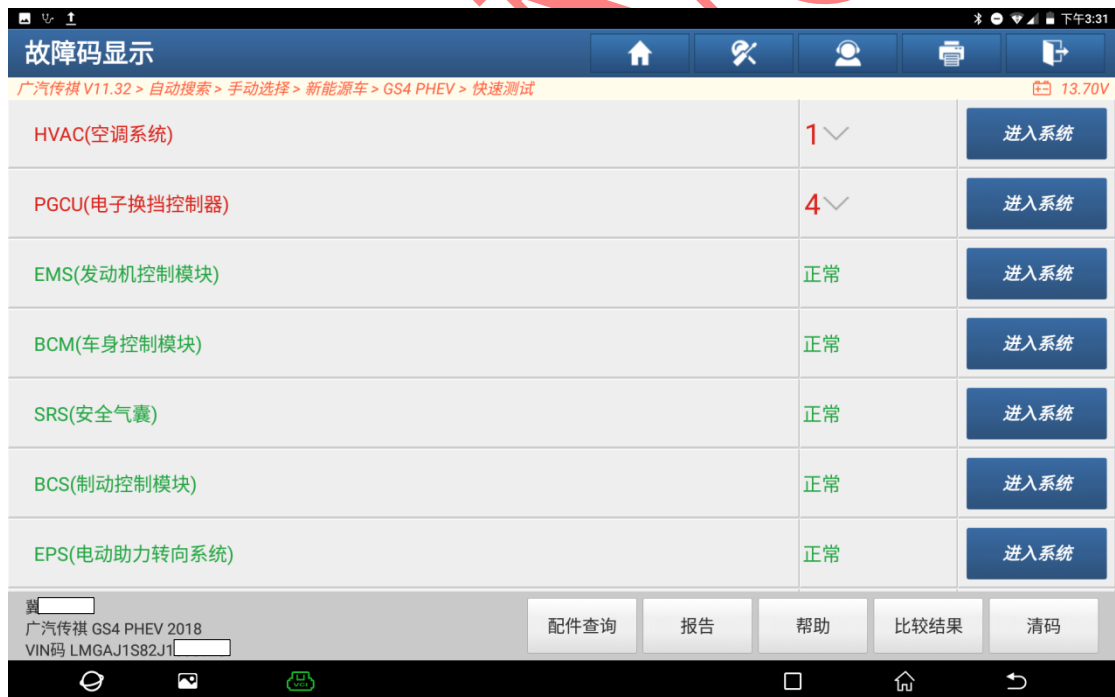 下午3:31
故障码显示
广汽传祺 V11.32 > 自动搜索 > 手动选择 > 新能源车 > GS4 PHEV > 快速测试 13.70V
HVAC(空调系统) 1 进入系统
PGCU(电子换挡控制器) 4 进入系统
EMS(发动机控制模块) 正常 进入系统
BCM(车身控制模块) 正常 进入系统
SRS(安全气囊) 正常 进入系统
BCS(制动控制模块) 正常 进入系统
EPS(电动助力转向系统) 正常 进入系统
冀
广汽传祺 GS4 PHEV 2018
VIN码 LMGAJ1S82J1
配件查询 报告 帮助 比较结果 清码
VCI